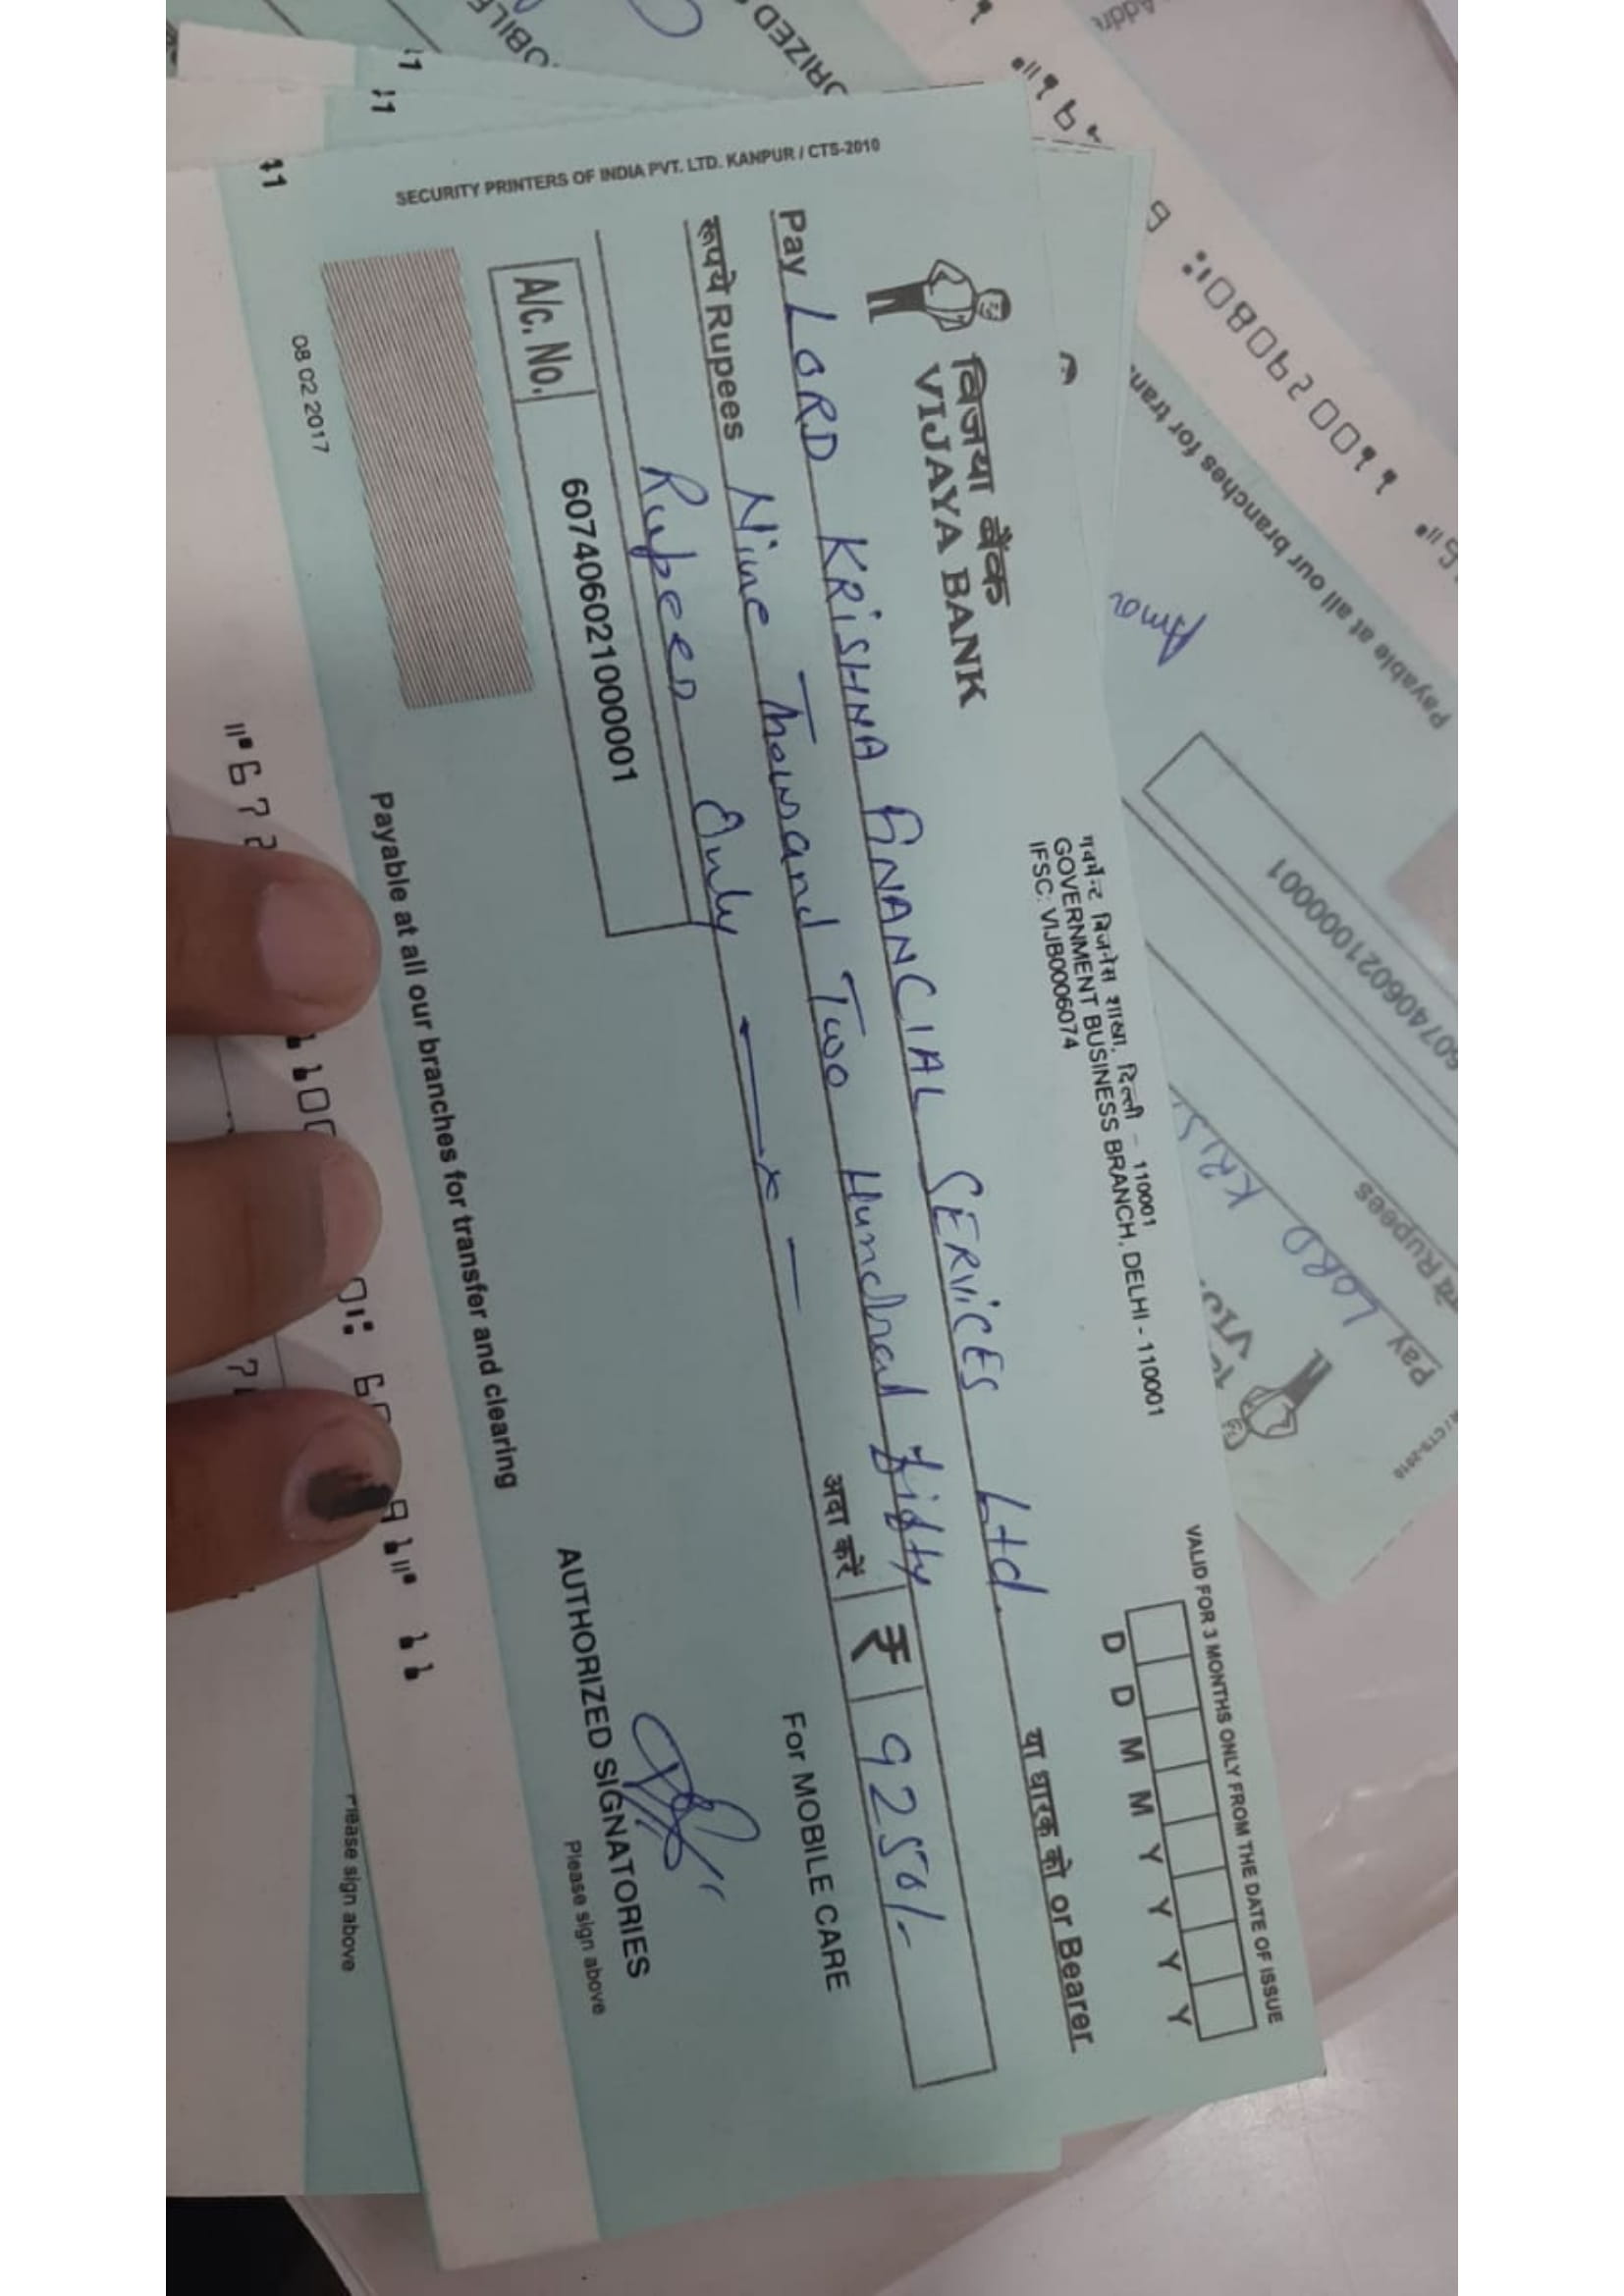 VALID FOR 3 MONTHS ONLY FROM THE DATE OF ISSUE
D D M M Y Y Y Y
विजया बैंक
VIJAYA BANK
गवर्मेन्ट बिजनेस शाखा, दिल्ली - 110001
GOVERNMENT BUSINESS BRANCH, DELHI - 110001
IFSC: VIJB0006074
Pay LORD KRISHNA FINANCIAL SERVICES Ltd. या धारक को or Bearer
रूपये Rupees Nine Thousand Two Hundred Fifty
Rupees Only
अदा करें ₹ 9250/-
A/c. No. 607406021000001
For MOBILE CARE
AUTHORIZED SIGNATORIES
Please sign above
08 02 2017
Payable at all our branches for transfer and clearing
SECURITY PRINTERS OF INDIA PVT. LTD. KANPUR / CTS-2010
11
Please sign above
Payable at all our branches for tran
607406021000001
Pay LORD KRIS
Rupees